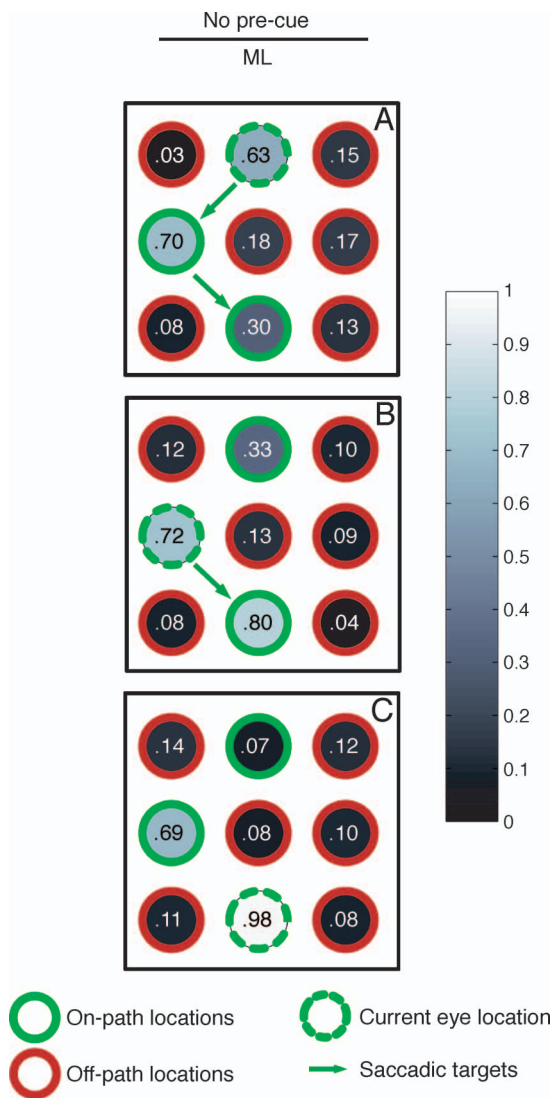 No pre-cue
ML
A
.03 .63 .15
.70 .18 .17
.08 .30 .13
B
.12 .33 .10
.72 .13 .09
.08 .80 .04
C
.14 .07 .12
.69 .08 .10
.11 .98 .08
1
0.9
0.8
0.7
0.6
0.5
0.4
0.3
0.2
0.1
0
On-path locations
Current eye location
Off-path locations
Saccadic targets